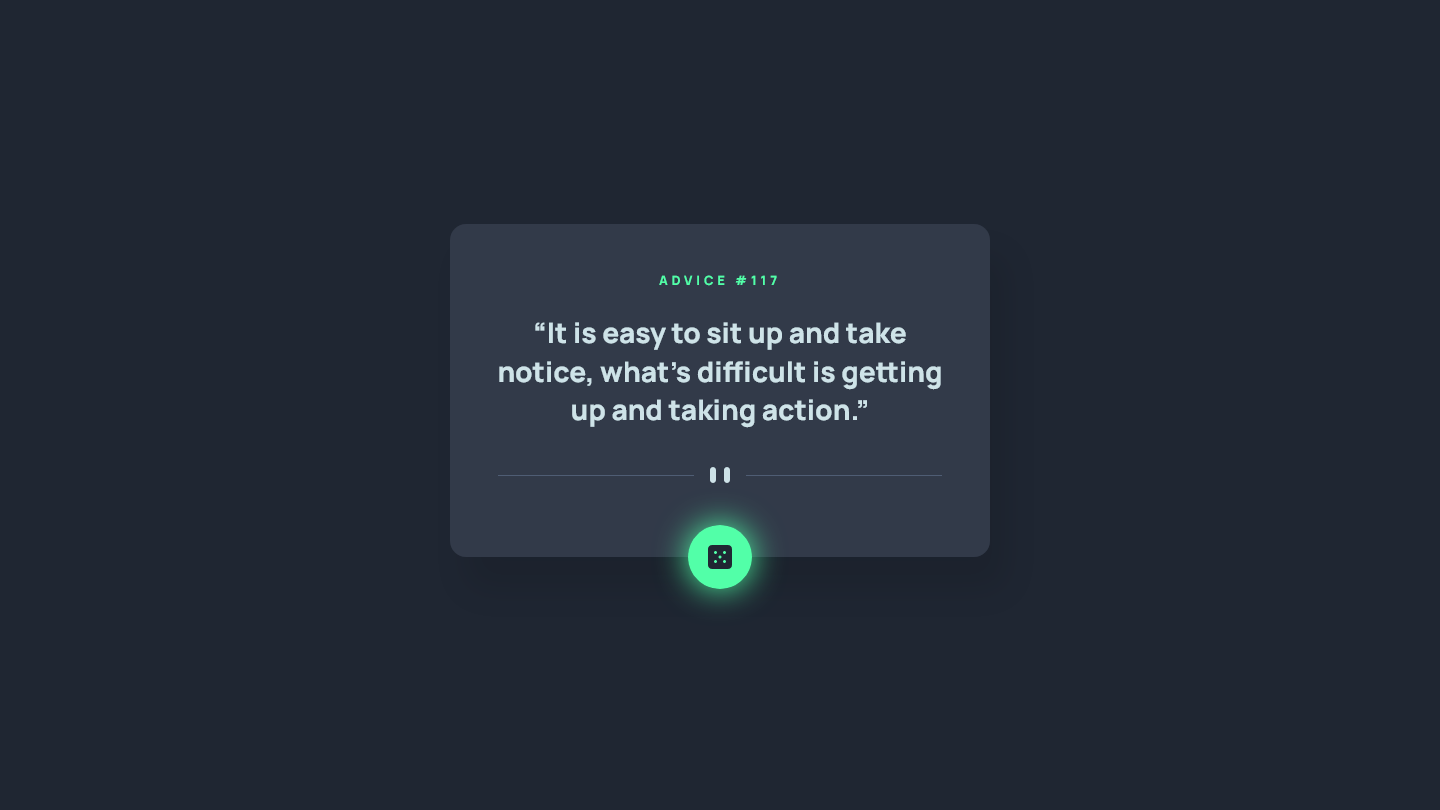 ADVICE #117
“It is easy to sit up and take
notice, what’s difficult is getting
up and taking action.”